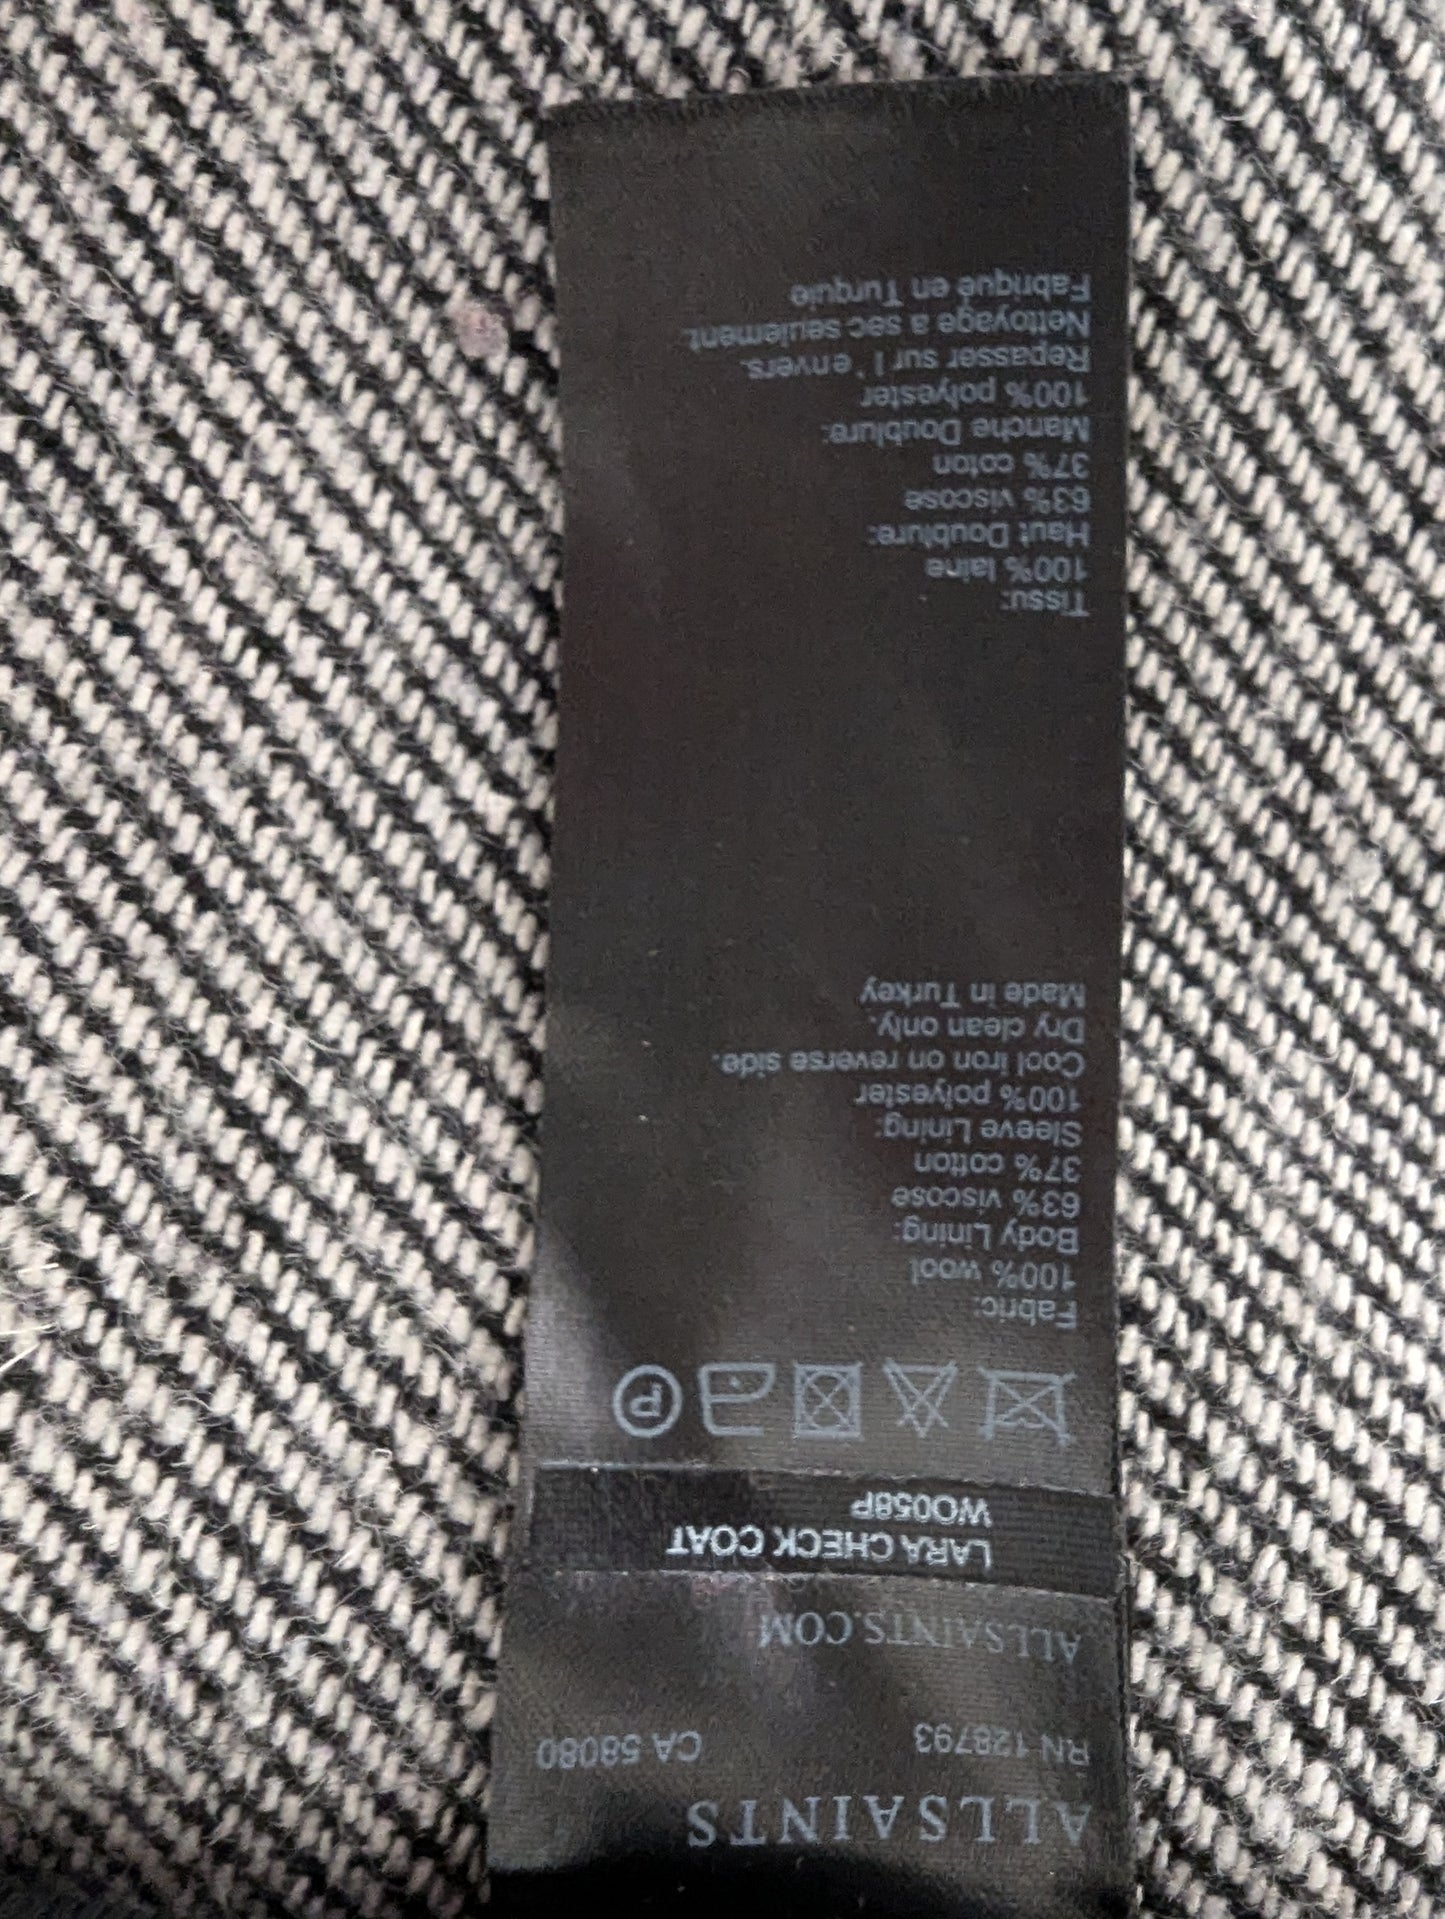 ALLSAINTS
RN 128793 CA 58080
ALLSAINTS.COM
LARA CHECK COAT
WO058P
P
Fabric:
100% wool
Body Lining:
63% viscose
37% cotton
Sleeve Lining:
100% polyester
Cool iron on reverse side.
Dry clean only.
Made in Turkey
Tissu:
100% laine
Haut Doublure:
63% viscose
37% coton
Manche Doublure:
100% polyester
Repasser sur l'envers.
Nettoyage a sec seulement.
Fabriqué en Turquie